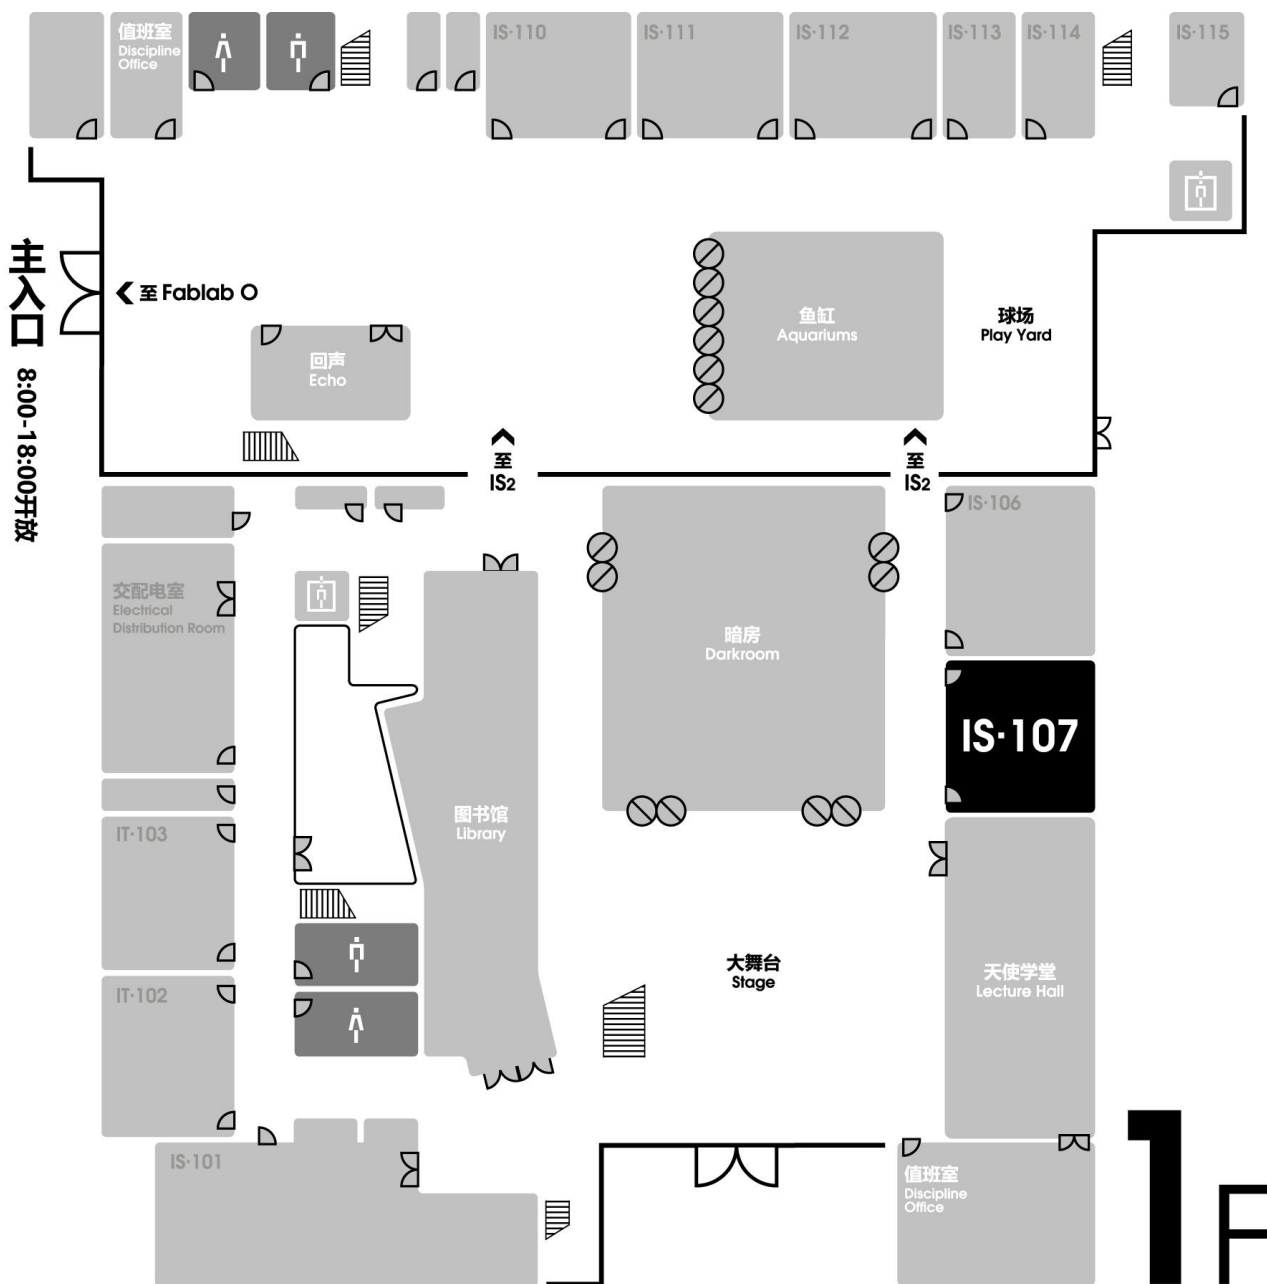 值班室
Discipline
Office
IS·110
IS·111
IS·112
IS·113
IS·114
IS·115
主入口 8:00-18:00开放
至 Fablab O
回声
Echo
鱼缸
Aquariums
球场
Play Yard
至
IS2
至
IS2
IS·106
交配电室
Electrical
Distribution Room
暗房
Darkroom
IS·107
图书馆
Library
IT·103
IT·102
大舞台
Stage
天使学堂
Lecture Hall
IS·101
值班室
Discipline
Office
1F